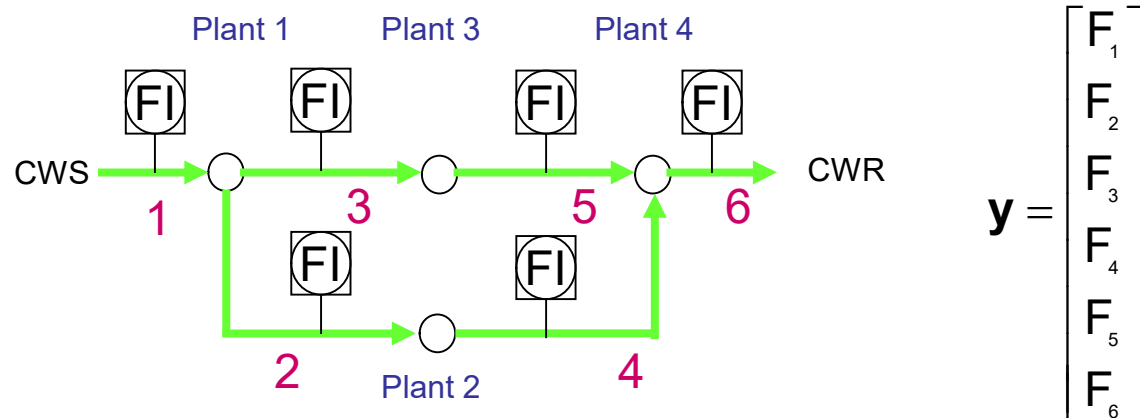 Plant 1 Plant 3 Plant 4
FI FI FI FI
CWS CWR
1 3 5 6
FI FI
2 4
Plant 2
y = [F₁
F₂
F₃
F₄
F₅
F₆]